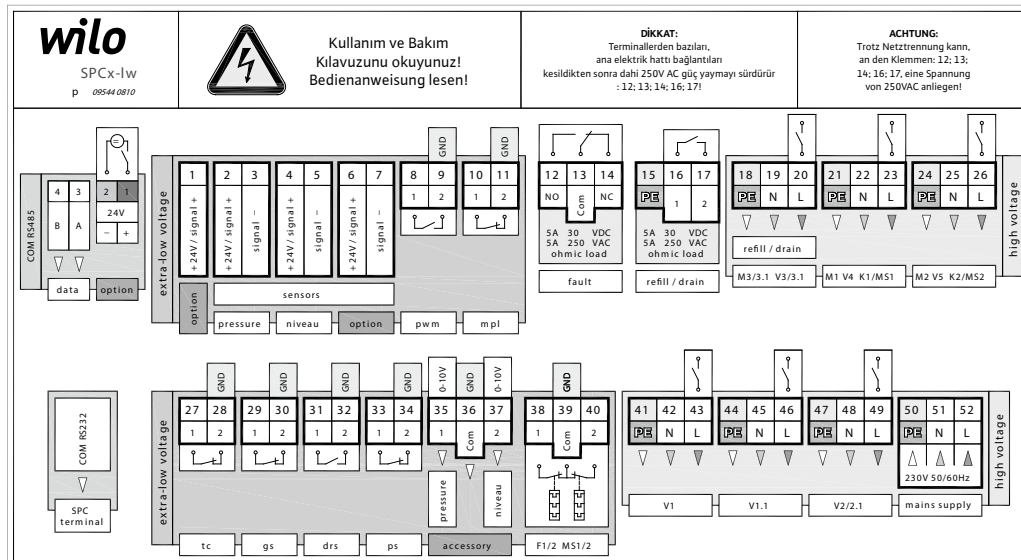 wilo
SPCx-lw
p 09544 0810
Kullanım ve Bakım
Kılavuzunu okuyunuz!
Bedienanweisung lesen!
DİKKAT:
Terminallerden bazıları,
ana elektrik hattı bağlantıları
kesildikten sonra dahi 250V AC güç yaymayı sürdürür
: 12; 13; 14; 16; 17!
ACHTUNG:
Trotz Netztrennung kann,
an den Klemmen: 12; 13;
14; 16; 17, eine Spannung
von 250VAC anliegen!
COM RS485
4 3 2 1
B A 24V
– +
data option
extra-low voltage
GND GND
1 2 3 4 5 6 7 8 9 10 11
+ 24V / signal +
+ 24V / signal +
signal –
+ 24V / signal +
signal –
+ 24V / signal +
signal –
1 2 1 2
option
sensors
pressure niveau option pwm mpl
12 13 14
NO Com NC
5A 30 VDC
5A 250 VAC
ohmic load
fault
15 16 17
PE 1 2
5A 30 VDC
5A 250 VAC
ohmic load
refill / drain
18 19 20 21 22 23 24 25 26
PE N L PE N L PE N L
refill / drain
M3/3.1 V3/3.1 M1 V4 K1/MS1 M2 V5 K2/MS2
high voltage
COM RS232
SPC
terminal
extra-low voltage
GND GND GND GND 0-10V GND 0-10V GND
27 28 29 30 31 32 33 34 35 36 37 38 39 40
1 2 1 2 1 2 1 2 1 Com 2 1 Com 2
pressure niveau
tc gs drs ps accessory F1/2 MS1/2
41 42 43 44 45 46 47 48 49 50 51 52
PE N L PE N L PE N L PE N L
230V 50/60Hz
V1 V1.1 V2/2.1 mains supply
high voltage